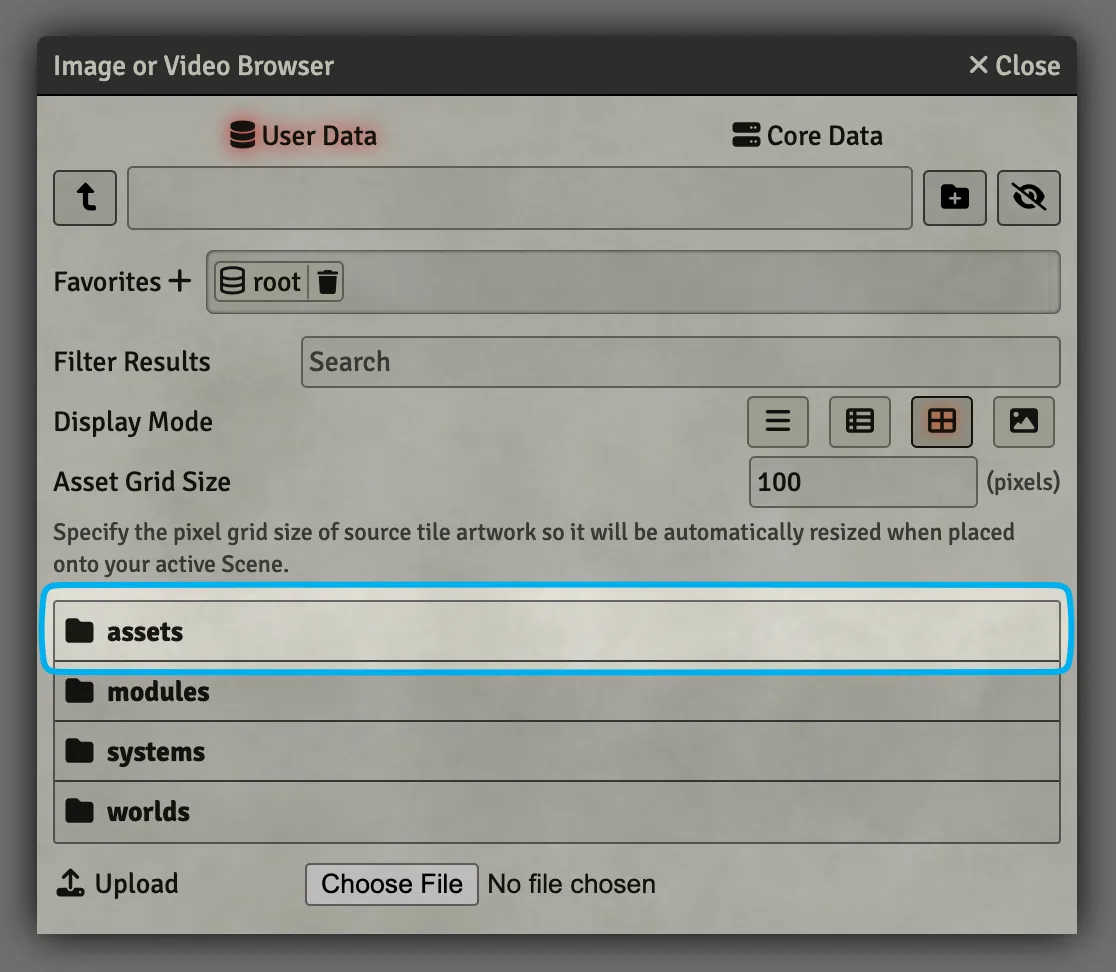 Image or Video Browser
Close
User Data
Core Data
Favorites
root
Filter Results
Search
Display Mode
Asset Grid Size
100
(pixels)
Specify the pixel grid size of source tile artwork so it will be automatically resized when placed
onto your active Scene.
assets
modules
systems
worlds
Upload
Choose File
No file chosen